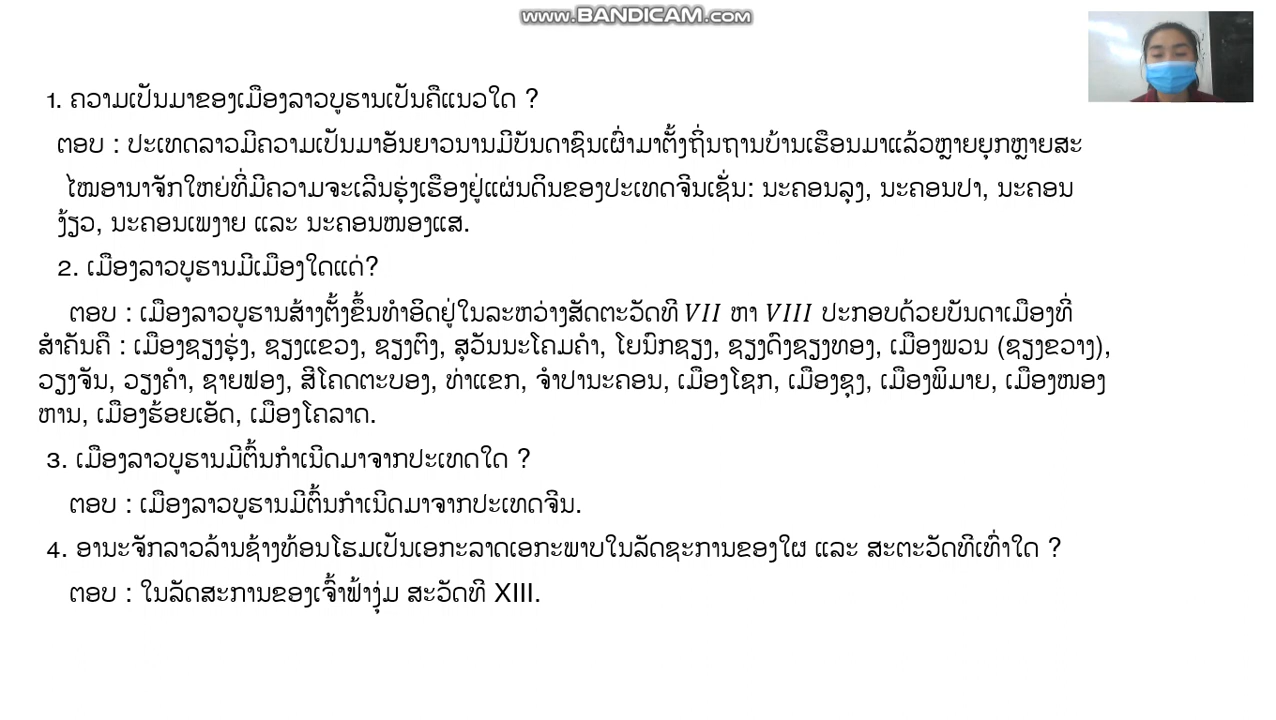 www.BANDICAM.com
1. ຄວາມເປັນມາຂອງເມືອງລາວບູຮານເປັນຄືແນວໃດ ?
ຕອບ : ປະເທດລາວມີຄວາມເປັນມາອັນຍາວນານມີບັນດາຊົນເຜົ່າມາຕັ້ງຖິ່ນຖານບ້ານເຮືອນມາແລ້ວຫຼາຍຍຸກຫຼາຍສະ
ໄໝອານາຈັກໃຫຍ່ທີ່ມີຄວາມຈະເລີນຮຸ່ງເຮືອງຢູ່ແຜ່ນດິນຂອງປະເທດຈີນເຊັ່ນ: ນະຄອນລຸງ, ນະຄອນປາ, ນະຄອນ
ງ້ຽວ, ນະຄອນເພງາຍ ແລະ ນະຄອນໜອງແສ.
2. ເມືອງລາວບູຮານມີເມືອງໃດແດ່?
ຕອບ : ເມືອງລາວບູຮານສ້າງຕັ້ງຂຶ້ນທຳອິດຢູ່ໃນລະຫວ່າງສັດຕະວັດທີ VII ຫາ VIII ປະກອບດ້ວຍບັນດາເມືອງທີ່
ສຳຄັນຄື : ເມືອງຊຽງຮຸ່ງ, ຊຽງແຂວງ, ຊຽງຕົງ, ສຸວັນນະໂຄມຄຳ, ໂຍນົກຊຽງ, ຊຽງດົງຊຽງທອງ, ເມືອງພວນ (ຊຽງຂວາງ),
ວຽງຈັນ, ວຽງຄຳ, ຊາຍຟອງ, ສີໂຄດຕະບອງ, ທ່າແຂກ, ຈຳປານະຄອນ, ເມືອງໂຊກ, ເມືອງຊຸງ, ເມືອງພິມາຍ, ເມືອງໜອງ
ຫານ, ເມືອງຮ້ອຍເອັດ, ເມືອງໂຄລາດ.
3. ເມືອງລາວບູຮານມີຕົ້ນກຳເນີດມາຈາກປະເທດໃດ ?
ຕອບ : ເມືອງລາວບູຮານມີຕົ້ນກຳເນີດມາຈາກປະເທດຈີນ.
4. ອານະຈັກລາວລ້ານຊ້າງທ້ອນໂຮມເປັນເອກະລາດເອກະພາບໃນລັດຊະການຂອງໃຜ ແລະ ສະຕະວັດທີເທົ່າໃດ ?
ຕອບ : ໃນລັດສະການຂອງເຈົ້າຟ້າງຸ່ມ ສະວັດທີ XIII.